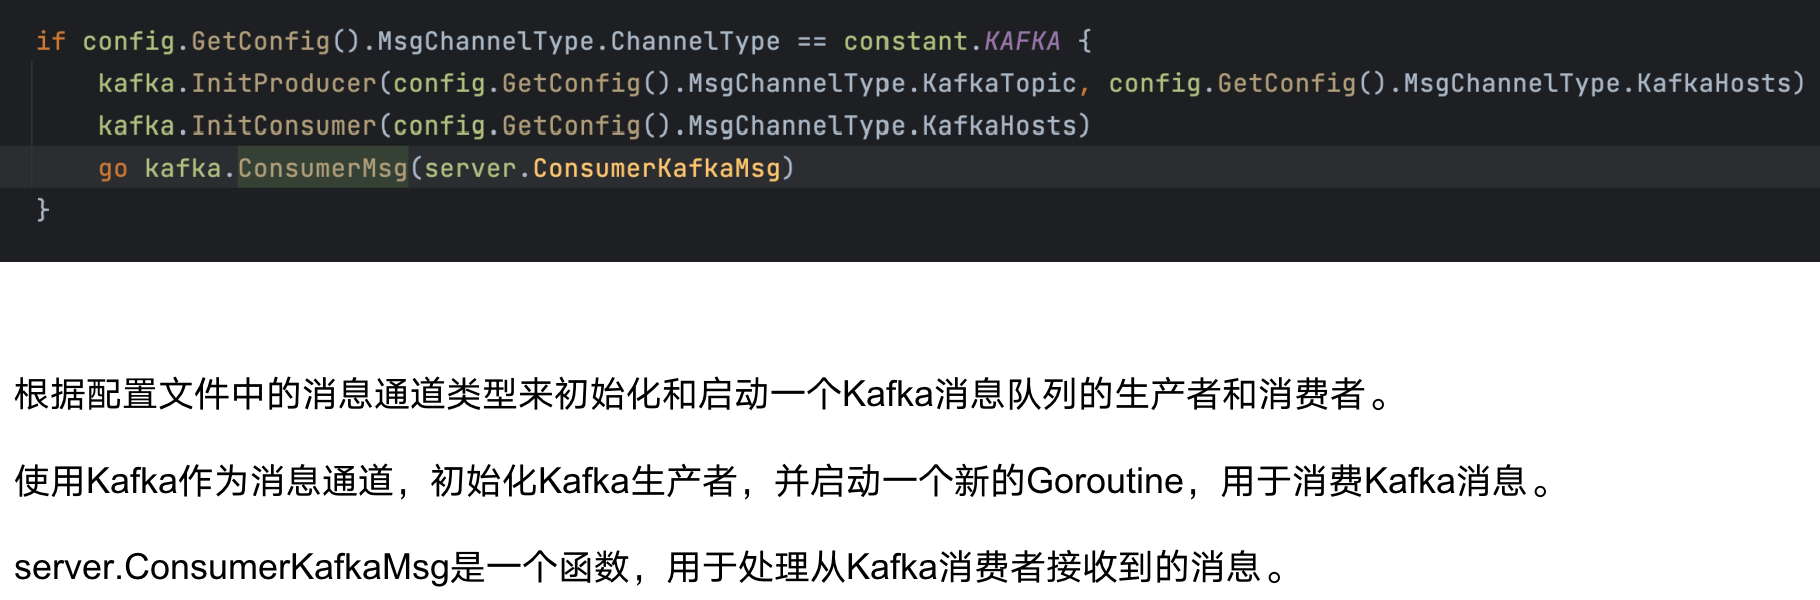 if config.GetConfig().MsgChannelType.ChannelType == constant.KAFKA {
kafka.InitProducer(config.GetConfig().MsgChannelType.KafkaTopic, config.GetConfig().MsgChannelType.KafkaHosts)
kafka.InitConsumer(config.GetConfig().MsgChannelType.KafkaHosts)
go kafka.ConsumerMsg(server.ConsumerKafkaMsg)
}
根据配置文件中的消息通道类型来初始化和启动一个Kafka消息队列的生产者和消费者。
使用Kafka作为消息通道，初始化Kafka生产者，并启动一个新的Goroutine，用于消费Kafka消息。
server.ConsumerKafkaMsg是一个函数，用于处理从Kafka消费者接收到的消息。